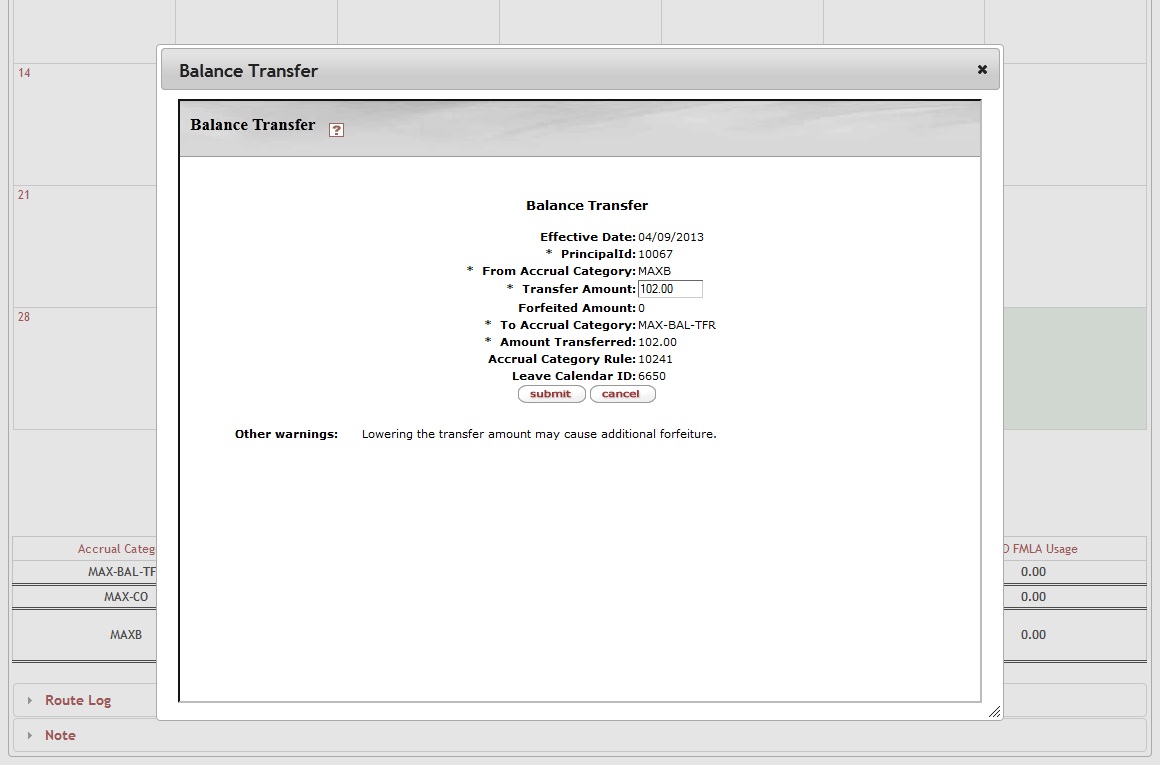 Balance Transfer
14
Balance Transfer ?
21
Balance Transfer
Effective Date: 04/09/2013
* PrincipalId: 10067
* From Accrual Category: MAXB
* Transfer Amount: 102.00
Forfeited Amount: 0
28
* To Accrual Category: MAX-BAL-TFR
* Amount Transferred: 102.00
Accrual Category Rule: 10241
Leave Calendar ID: 6650
submit cancel
Other warnings: Lowering the transfer amount may cause additional forfeiture.
Accrual Categ FMLA Usage
MAX-BAL-TF 0.00
MAX-CO 0.00
MAXB 0.00
Route Log
Note